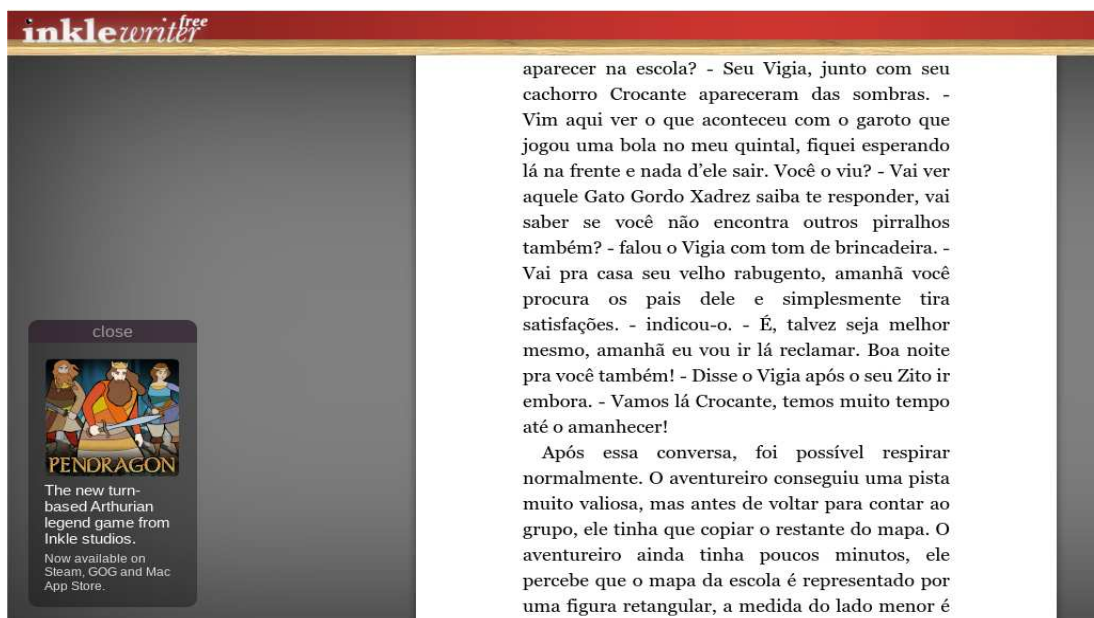 inklewriter free
aparecer na escola? - Seu Vigia, junto com seu
cachorro Crocante apareceram das sombras. -
Vim aqui ver o que aconteceu com o garoto que
jogou uma bola no meu quintal, fiquei esperando
lá na frente e nada d'ele sair. Você o viu? - Vai ver
aquele Gato Gordo Xadrez saiba te responder, vai
saber se você não encontra outros pirralhos
também? - falou o Vigia com tom de brincadeira. -
Vai pra casa seu velho rabugento, amanhã você
procura os pais dele e simplesmente tira
satisfações. - indicou-o. - É, talvez seja melhor
mesmo, amanhã eu vou ir lá reclamar. Boa noite
pra você também! - Disse o Vigia após o seu Zito ir
embora. - Vamos lá Crocante, temos muito tempo
até o amanhecer!
Após essa conversa, foi possível respirar
normalmente. O aventureiro conseguiu uma pista
muito valiosa, mas antes de voltar para contar ao
grupo, ele tinha que copiar o restante do mapa. O
aventureiro ainda tinha poucos minutos, ele
percebe que o mapa da escola é representado por
uma figura retangular, a medida do lado menor é
close
PENDRAGON
The new turn-
based Arthurian
legend game from
Inkle studios.
Now available on
Steam, GOG and Mac
App Store.